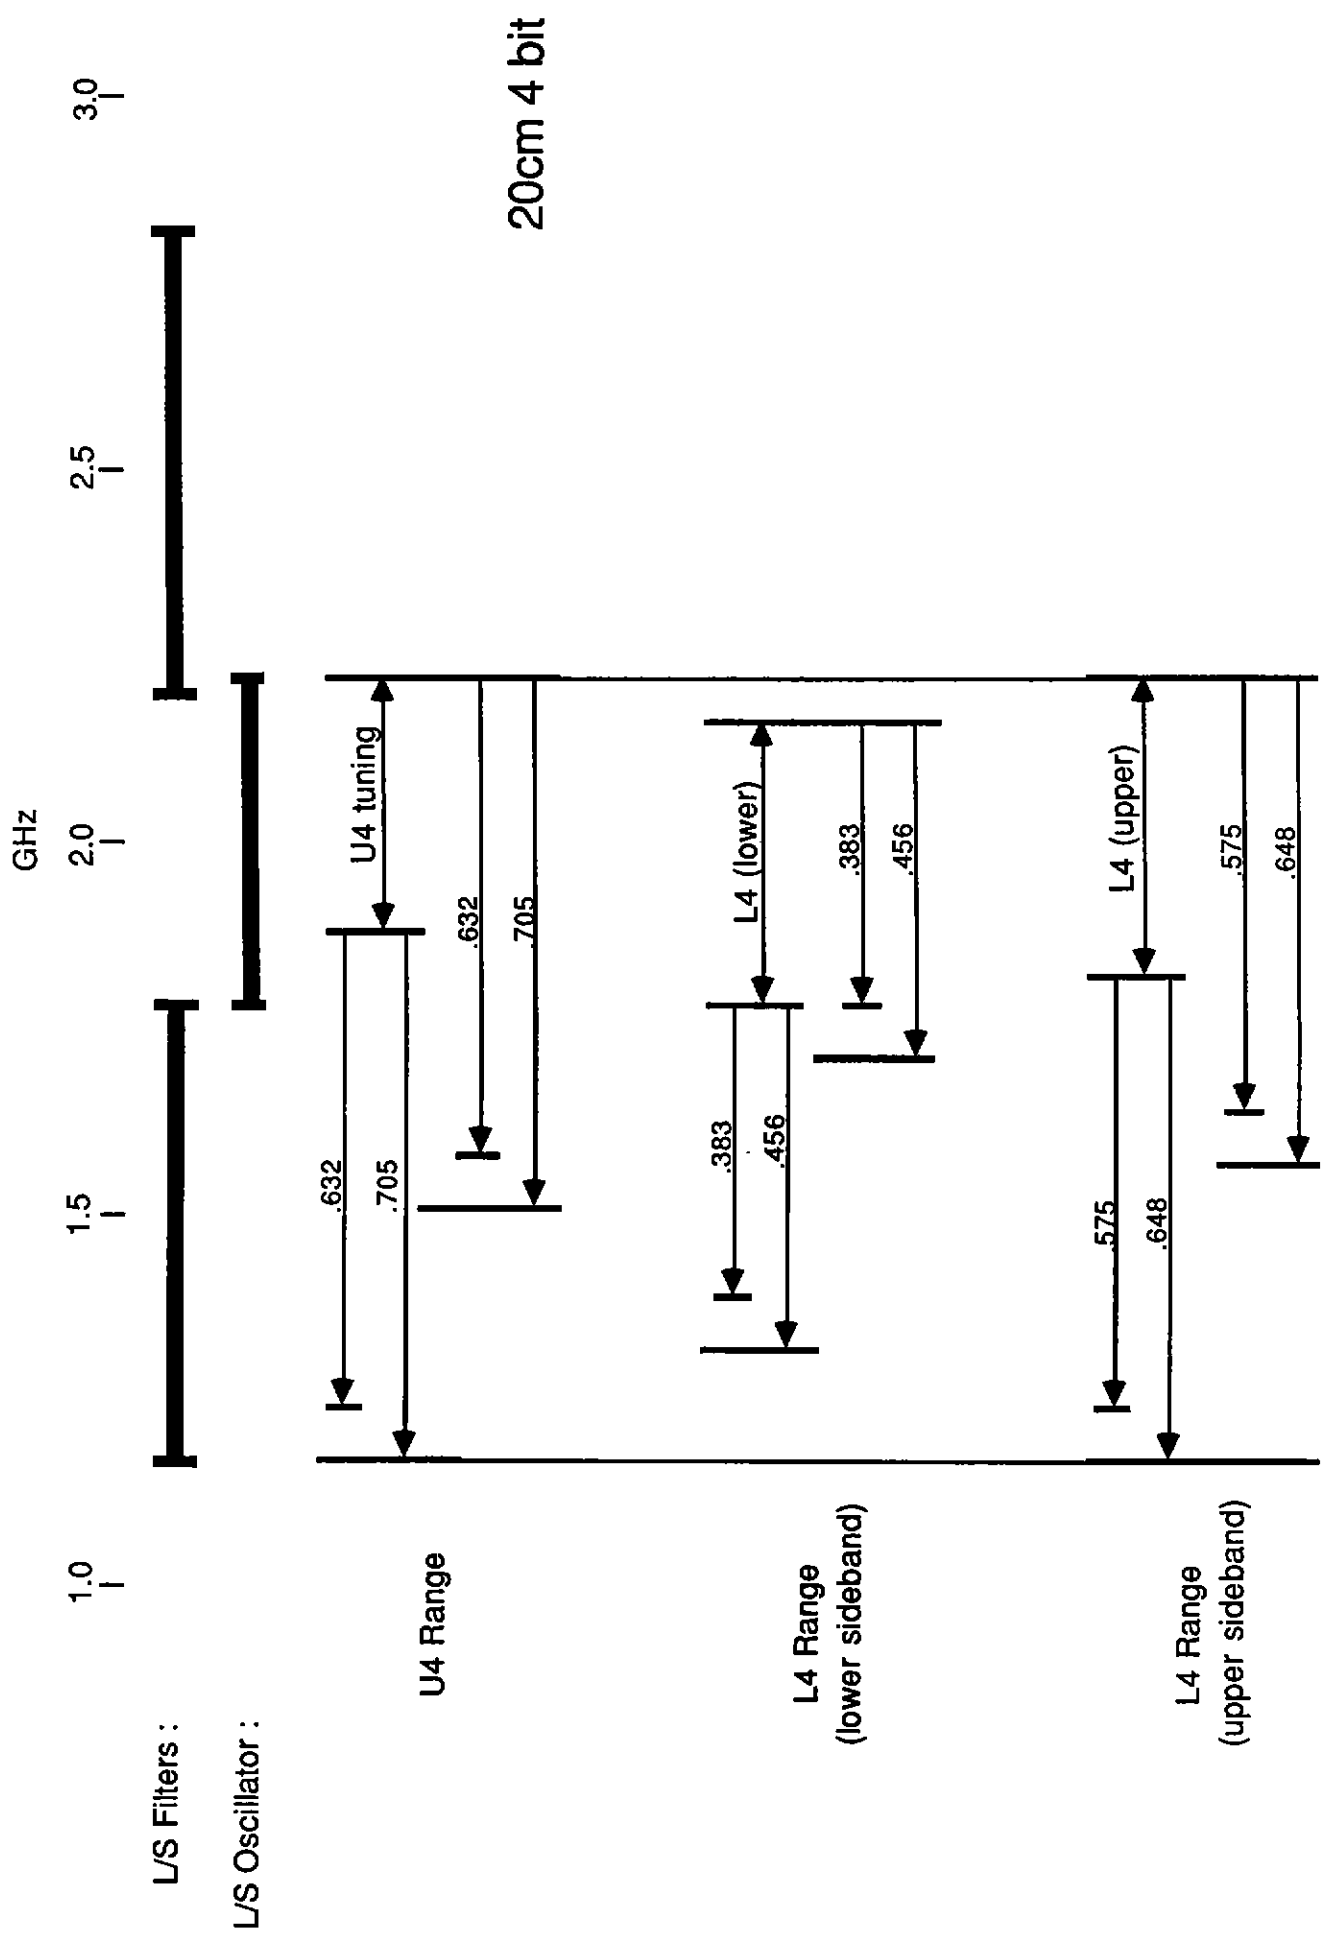 GHz
1.0
1.5
2.0
2.5
3.0
L/S Filters :
L/S Oscillator :
U4 Range
.632
.705
U4 tuning
.632
.705
20cm 4 bit
L4 Range
(lower sideband)
.383
.456
L4 (lower)
.383
.456
L4 Range
(upper sideband)
.575
.648
L4 (upper)
.575
.648